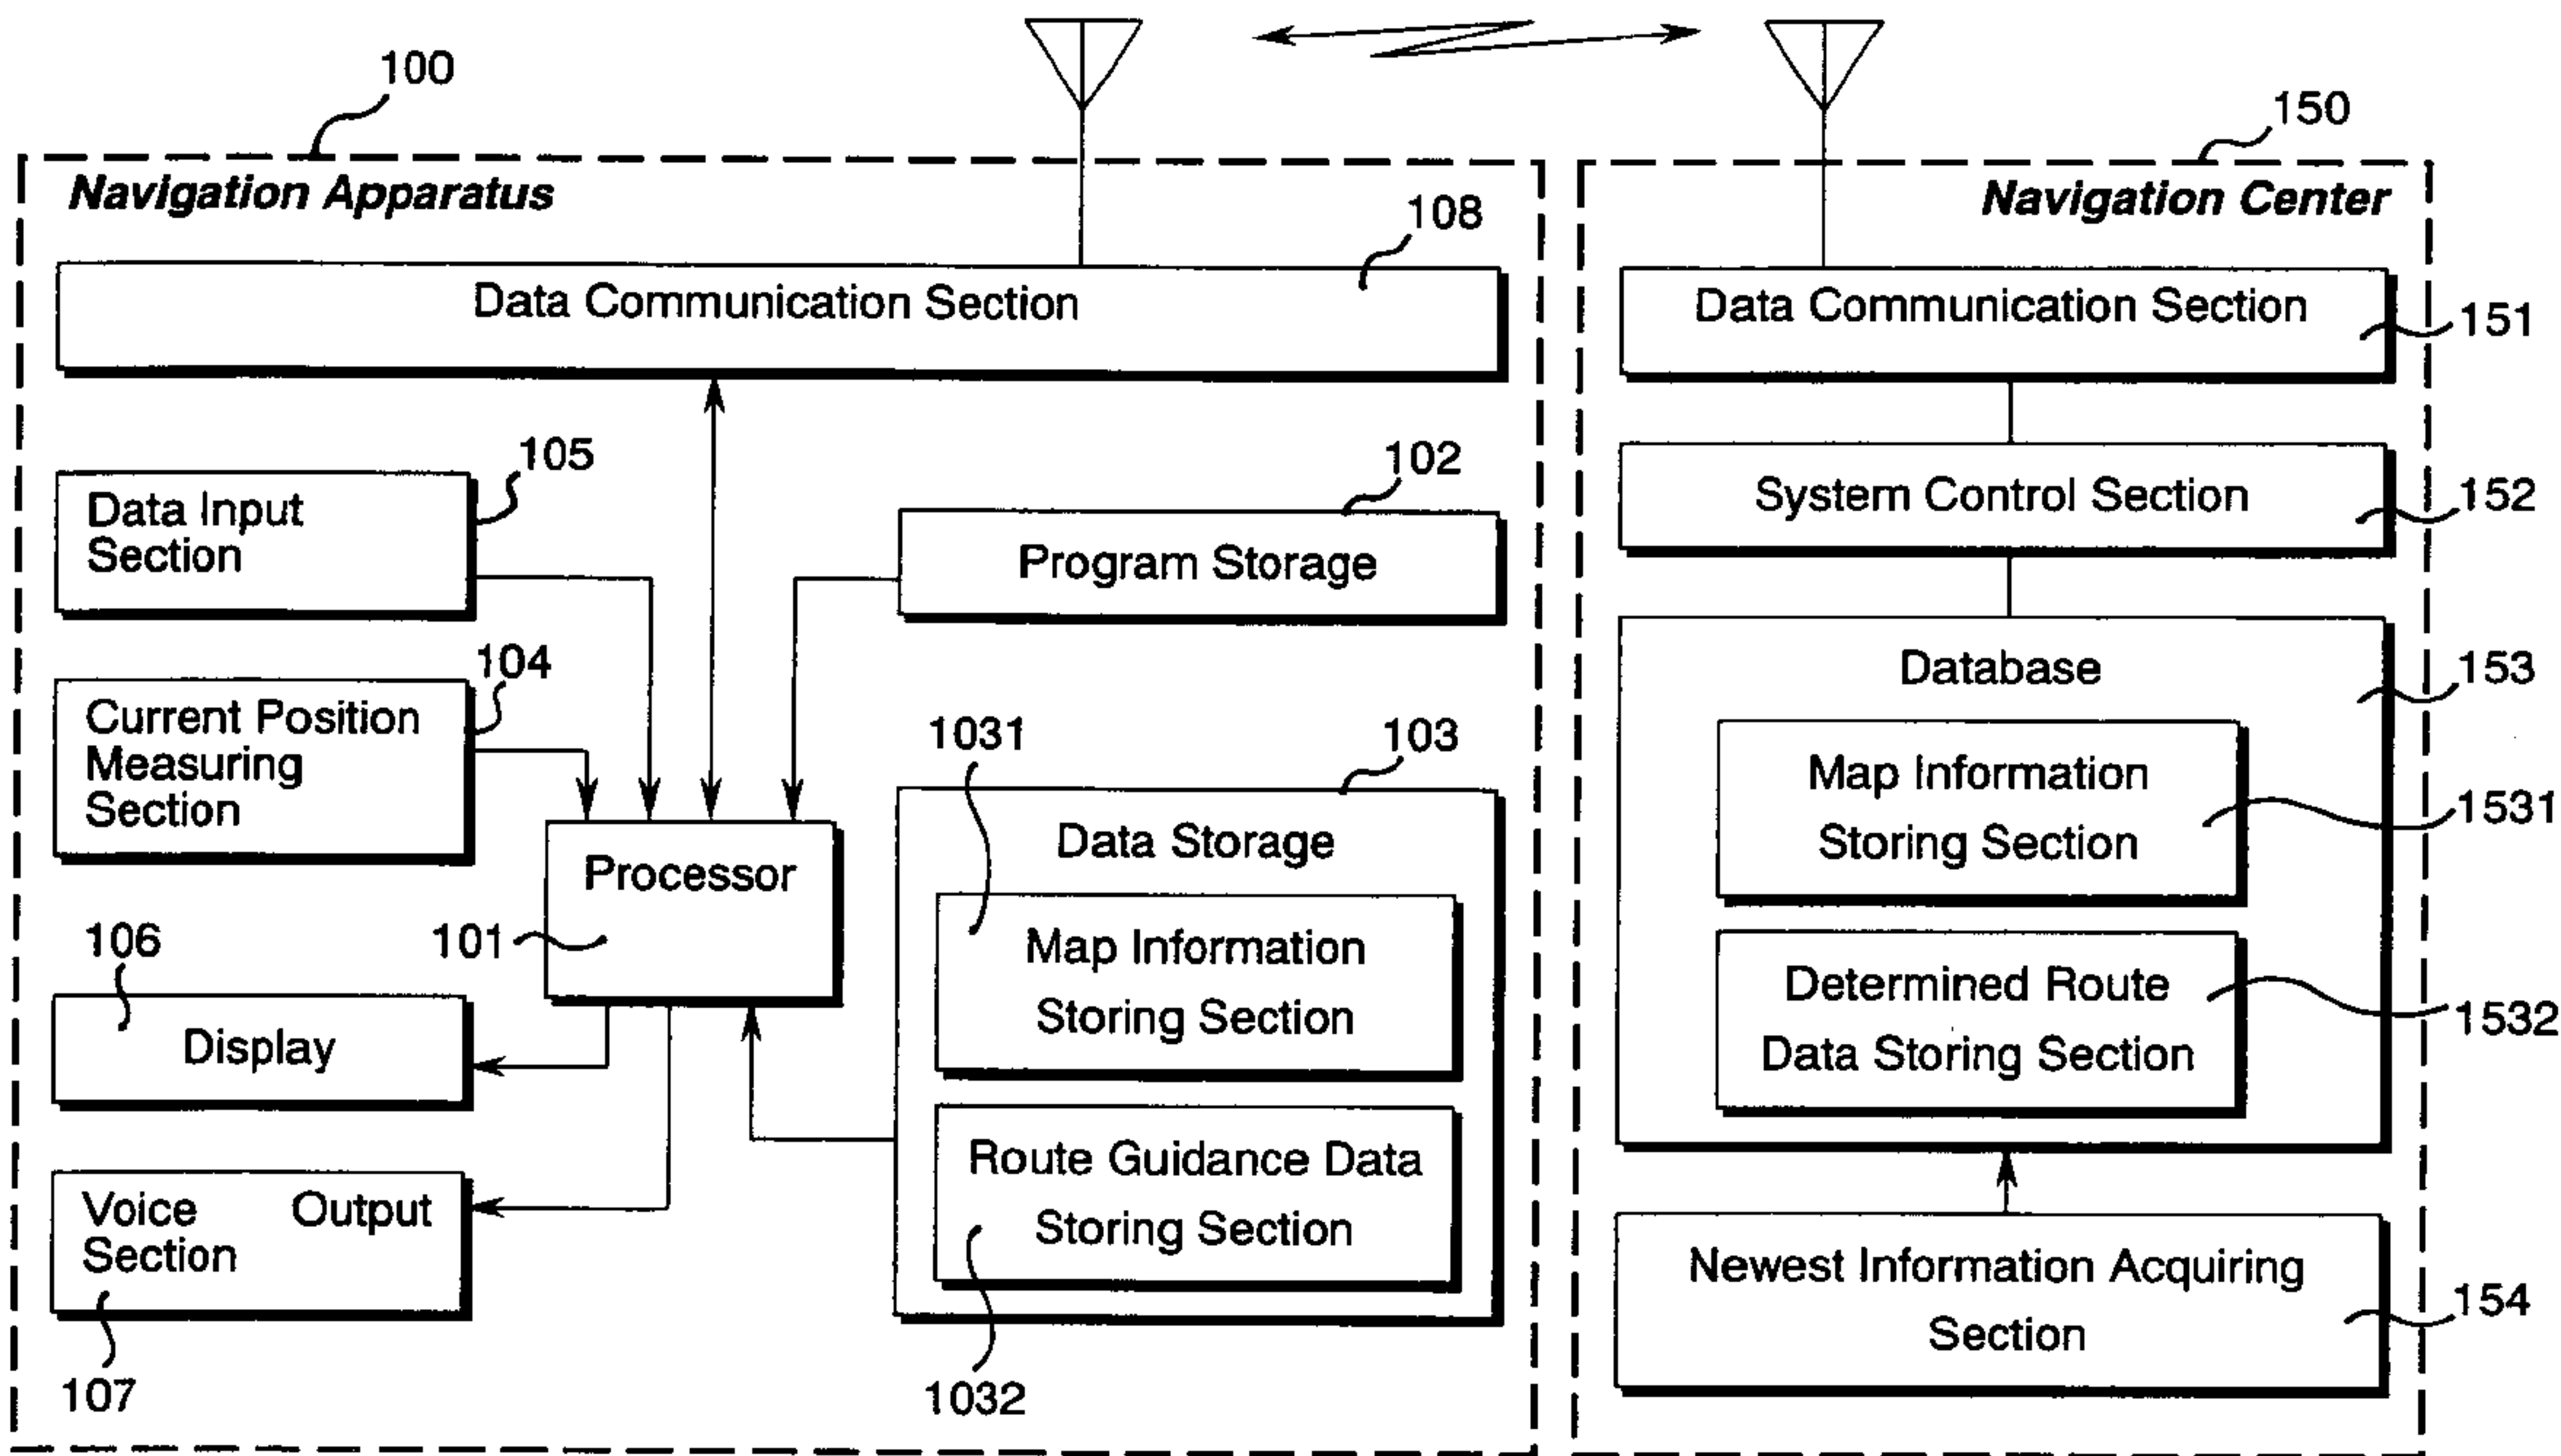 100
150
Navigation Apparatus
Navigation Center
108
Data Communication Section
Data Communication Section
151
105
Data Input
Section
102
Program Storage
System Control Section
152
104
Current Position
Measuring
Section
1031
103
Data Storage
Database
153
Map Information
Storing Section
1531
Processor
101
106
Display
Map Information
Storing Section
Determined Route
Data Storing Section
1532
Voice Output
Section
107
Route Guidance Data
Storing Section
1032
Newest Information Acquiring
Section
154